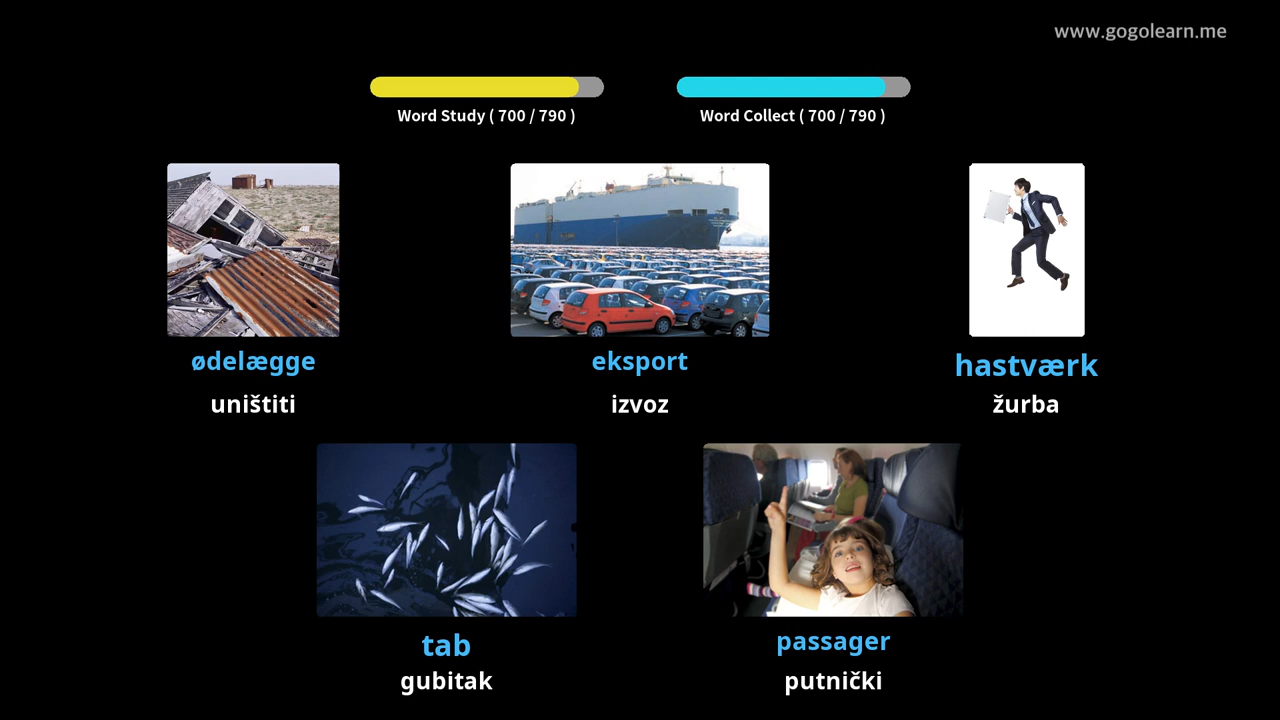 www.gogolearn.me
Word Study ( 700 / 790 )
Word Collect ( 700 / 790 )
ødelægge
uništiti
eksport
izvoz
hastværk
žurba
tab
gubitak
passager
putnički